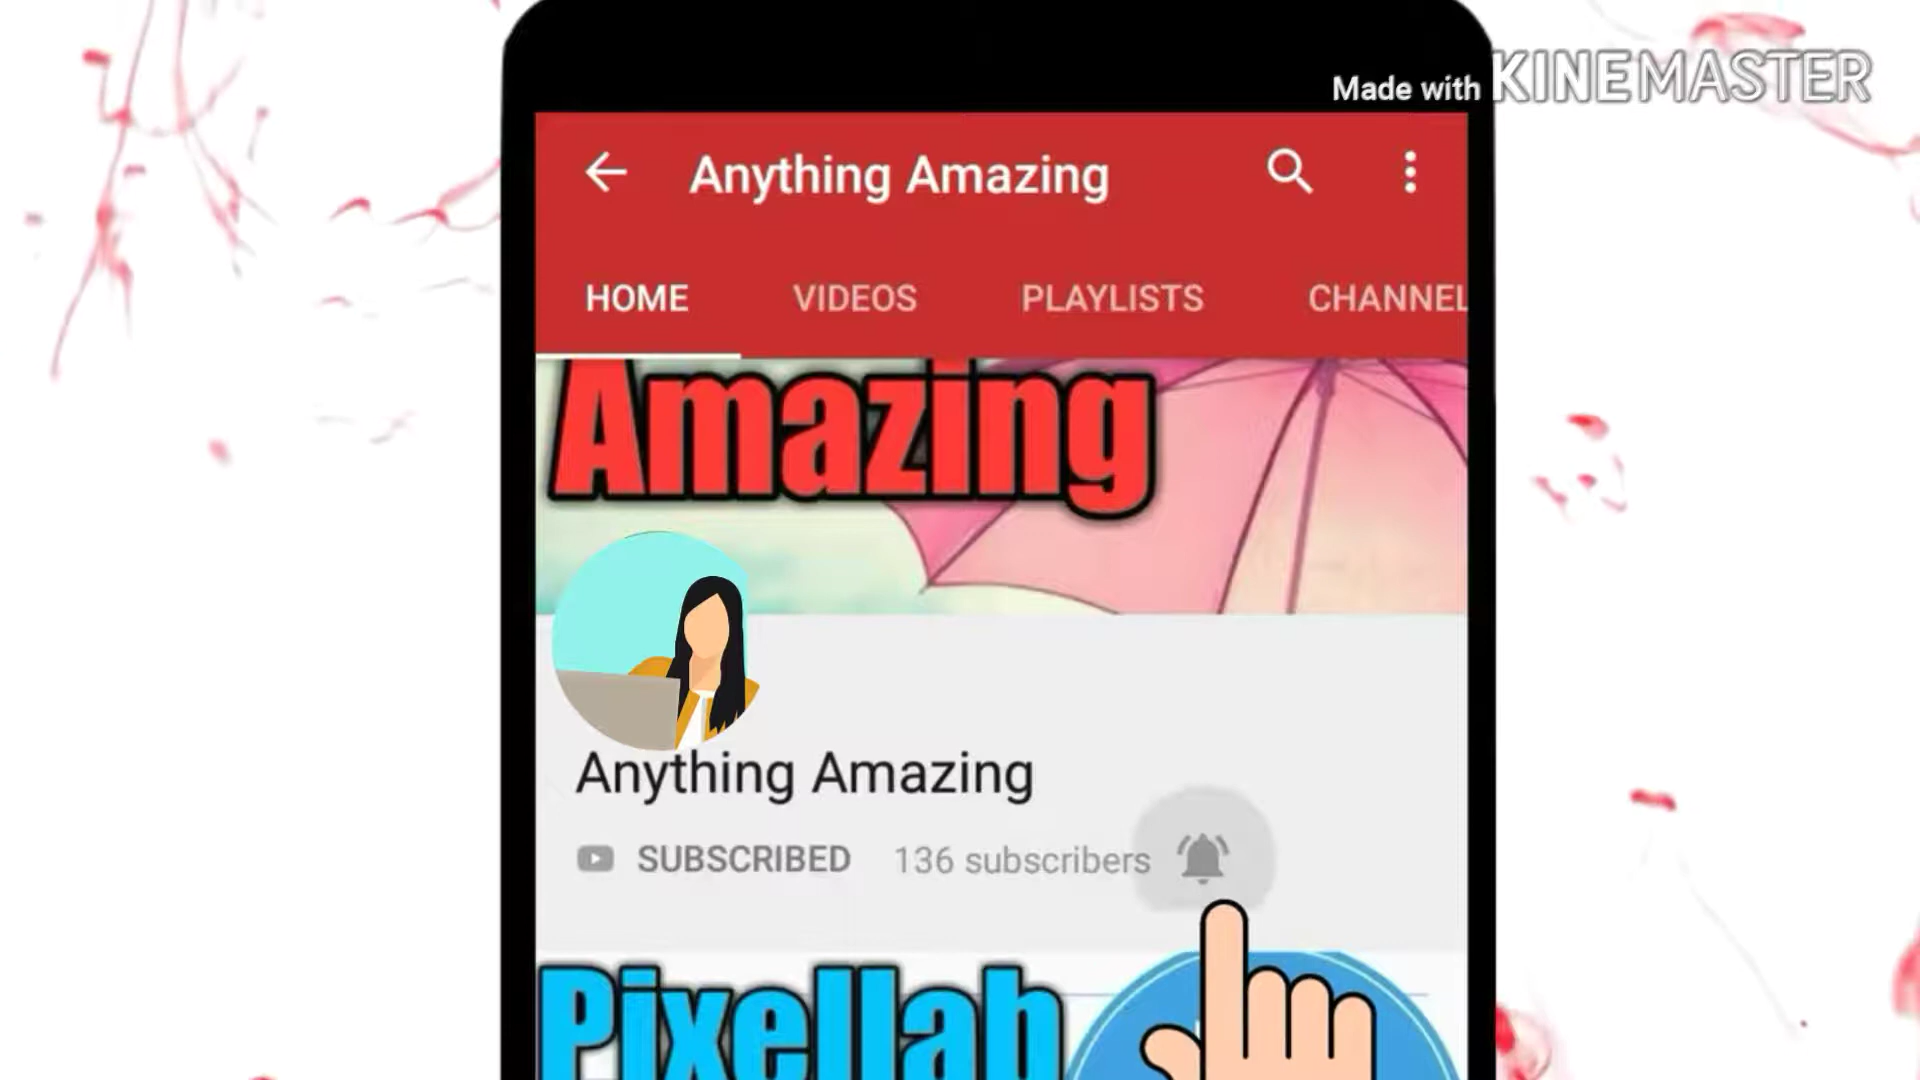 Made with KINEMASTER
Anything Amazing
HOME VIDEOS PLAYLISTS CHANNEL
Amazing
Anything Amazing
SUBSCRIBED 136 subscribers
Pixellab